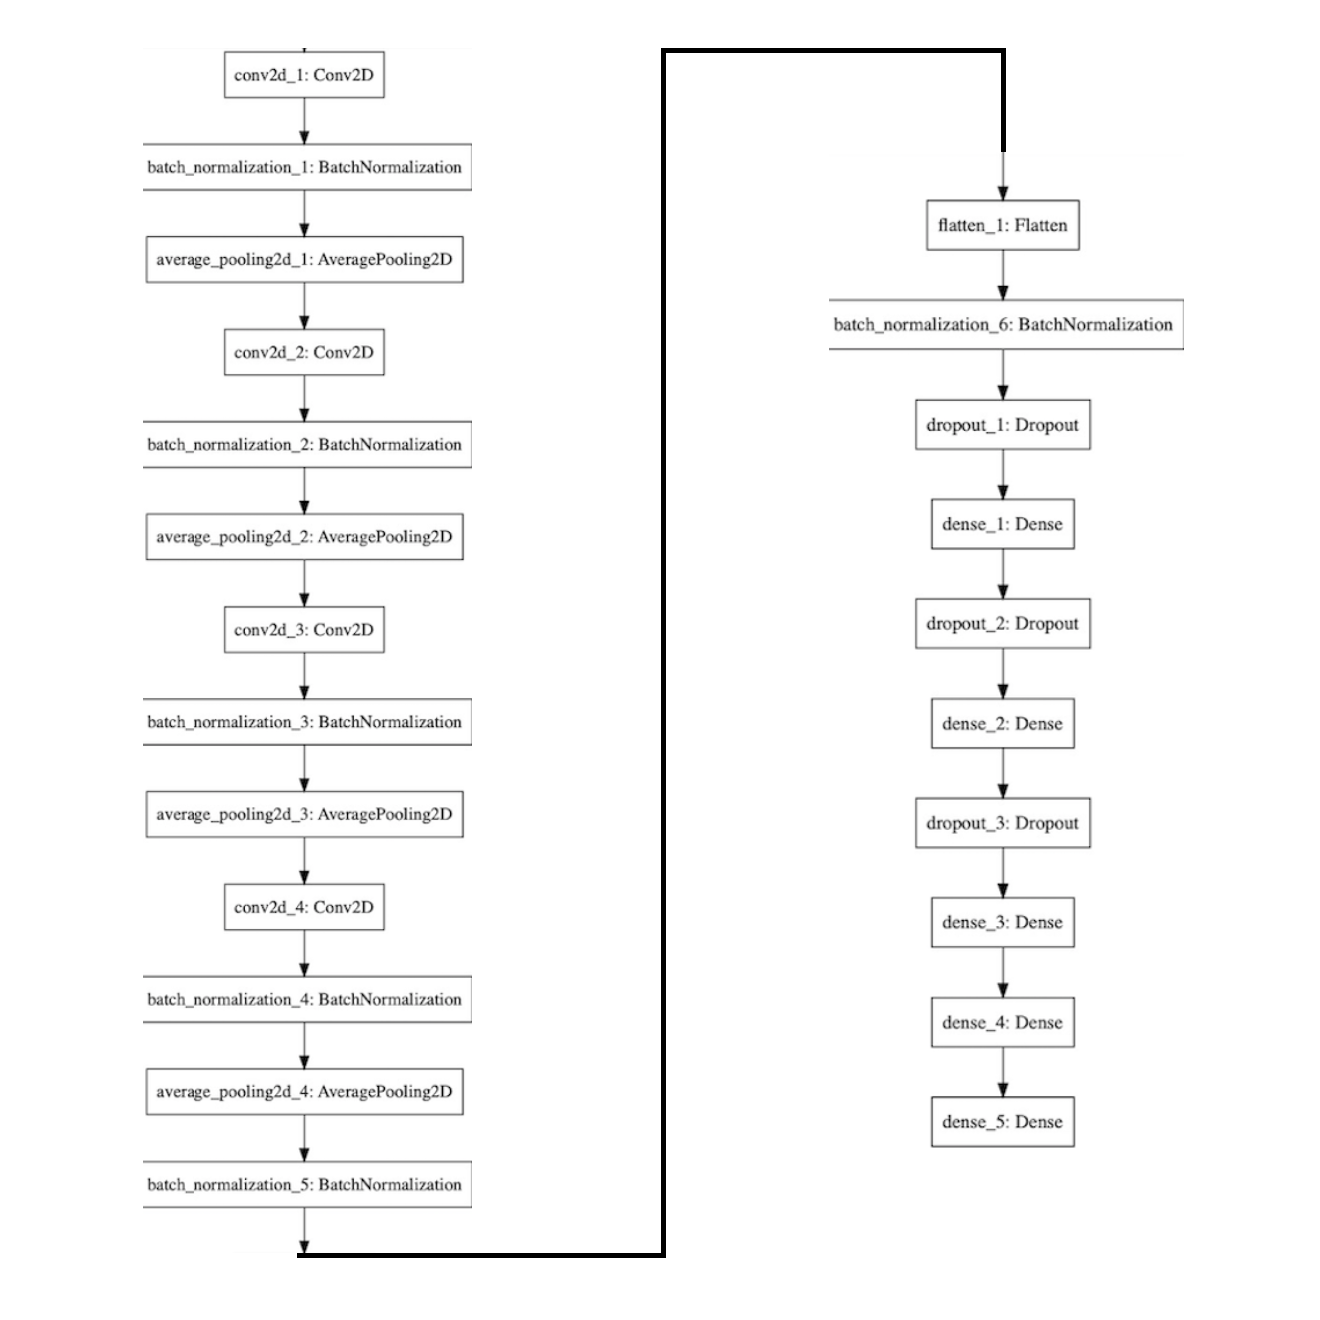 conv2d_1: Conv2D
batch_normalization_1: BatchNormalization
average_pooling2d_1: AveragePooling2D
conv2d_2: Conv2D
batch_normalization_2: BatchNormalization
average_pooling2d_2: AveragePooling2D
conv2d_3: Conv2D
batch_normalization_3: BatchNormalization
average_pooling2d_3: AveragePooling2D
conv2d_4: Conv2D
batch_normalization_4: BatchNormalization
average_pooling2d_4: AveragePooling2D
batch_normalization_5: BatchNormalization
flatten_1: Flatten
batch_normalization_6: BatchNormalization
dropout_1: Dropout
dense_1: Dense
dropout_2: Dropout
dense_2: Dense
dropout_3: Dropout
dense_3: Dense
dense_4: Dense
dense_5: Dense